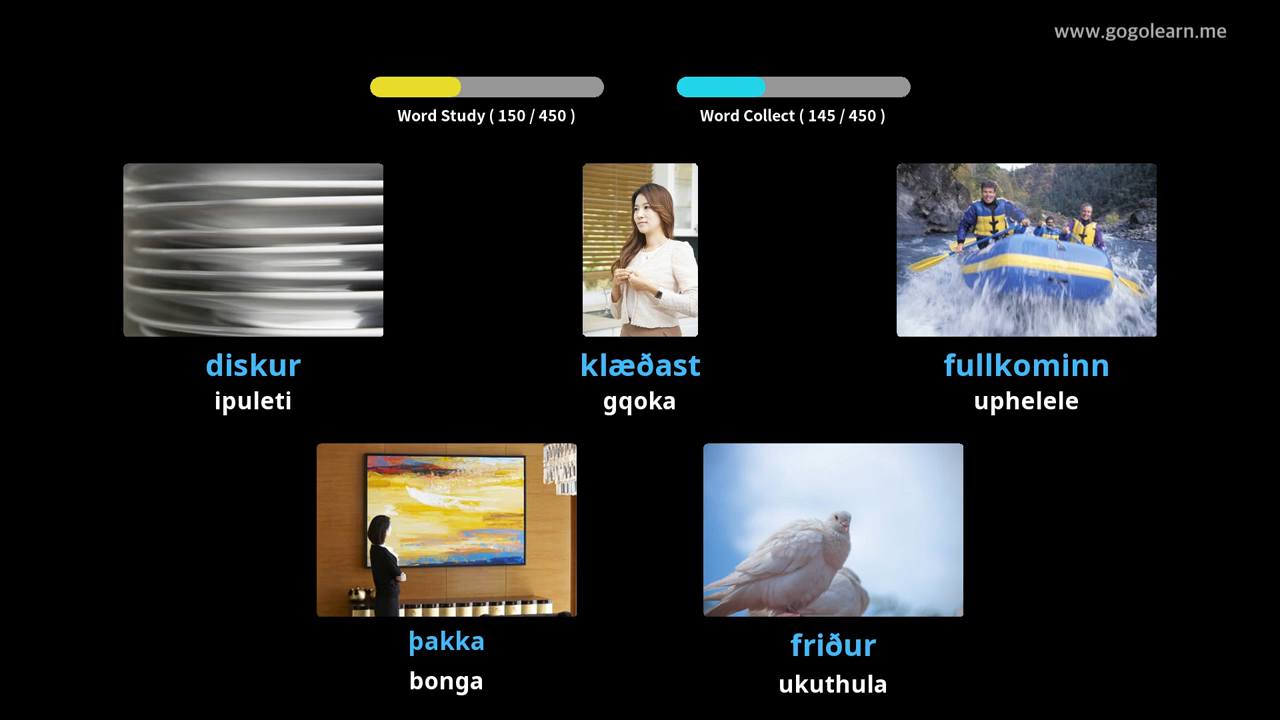 www.gogolearn.me
Word Study ( 150 / 450 )
Word Collect ( 145 / 450 )
diskur
ipuleti
klæðast
gqoka
fullkominn
uphelele
þakka
bonga
friður
ukuthula